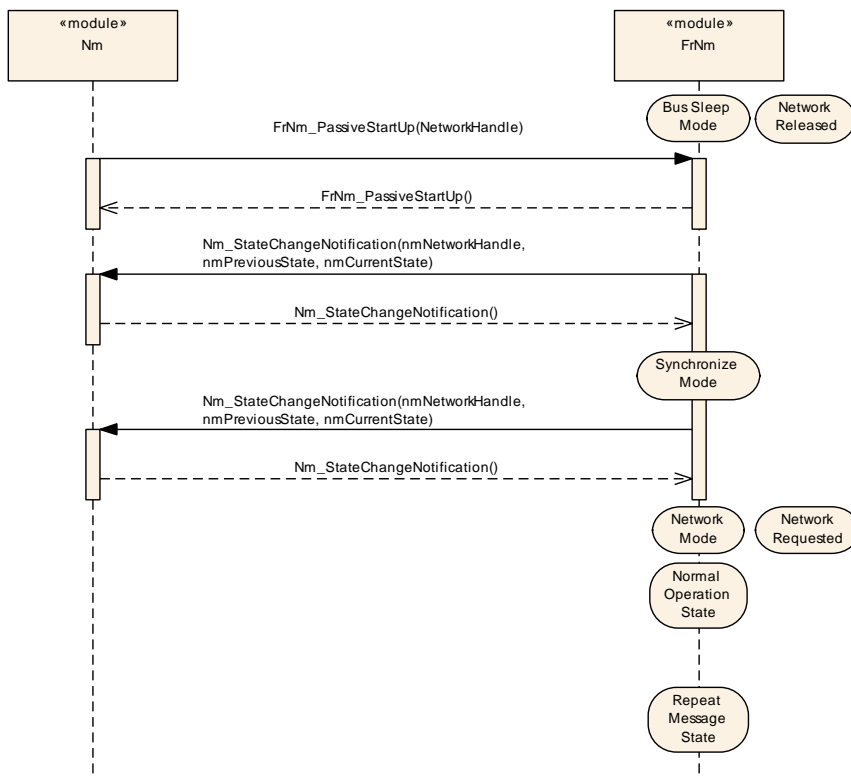 «module»
Nm
«module»
FrNm
Bus Sleep
Mode
Network
Released
FrNm_PassiveStartUp(NetworkHandle)
FrNm_PassiveStartUp()
Nm_StateChangeNotification(nmNetworkHandle,
nmPreviousState, nmCurrentState)
Nm_StateChangeNotification()
Synchronize
Mode
Nm_StateChangeNotification(nmNetworkHandle,
nmPreviousState, nmCurrentState)
Nm_StateChangeNotification()
Network
Mode
Network
Requested
Normal
Operation
State
Repeat
Message
State